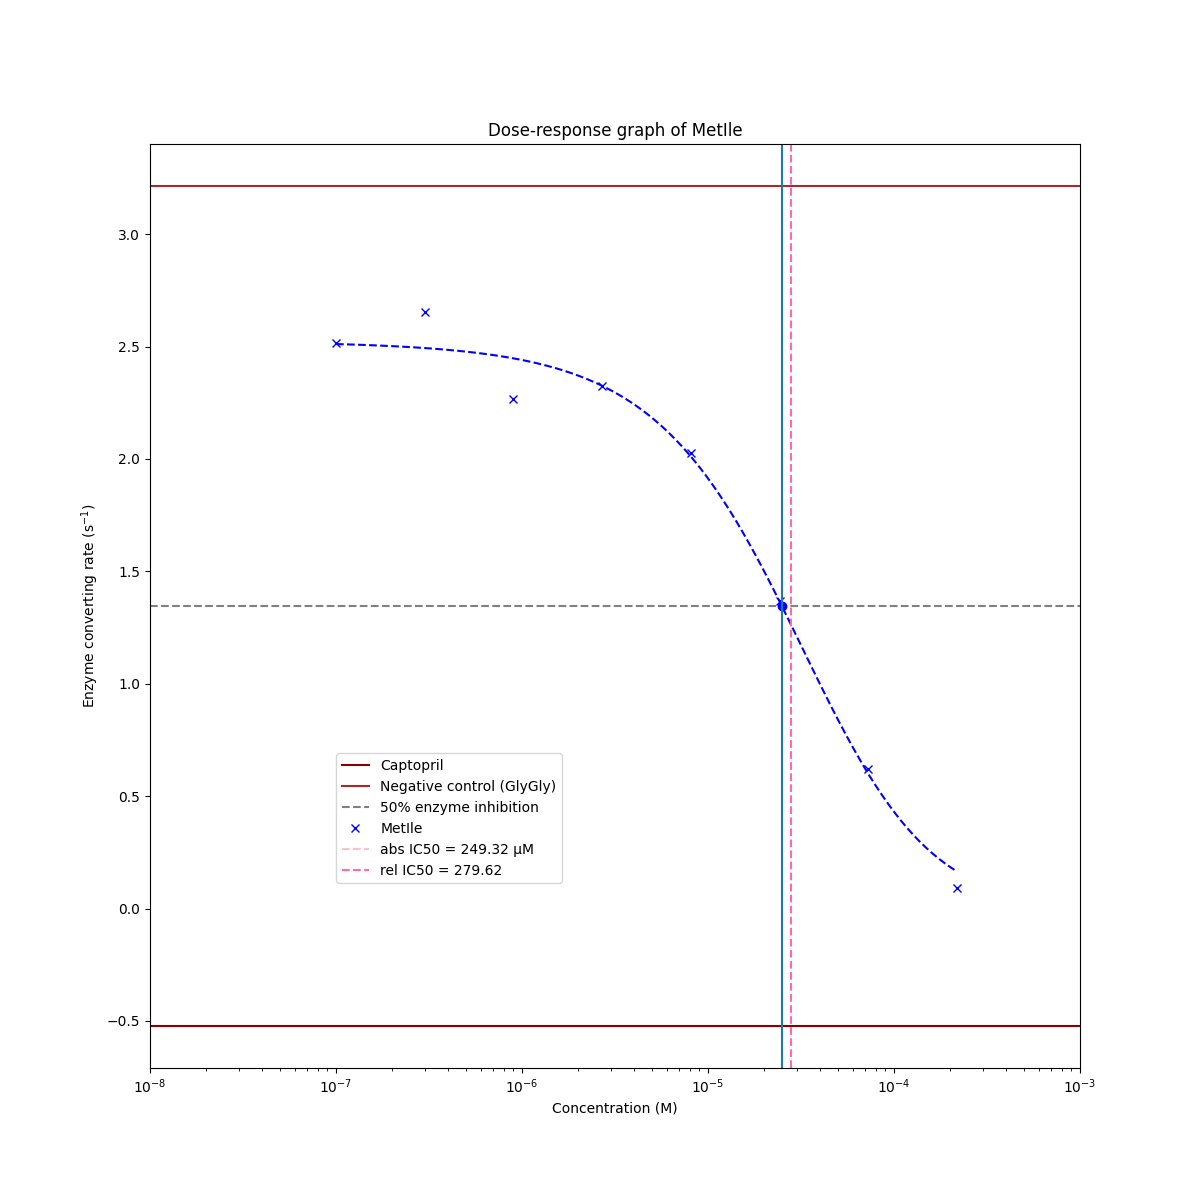 Dose-response graph of MetIle
3.0
2.5
2.0
1.5
1.0
0.5
0.0
−0.5
Enzyme converting rate (s⁻¹)
Captopril
Negative control (GlyGly)
50% enzyme inhibition
MetIle
abs IC50 = 249.32 μM
rel IC50 = 279.62
10⁻⁸ 10⁻⁷ 10⁻⁶ 10⁻⁵ 10⁻⁴ 10⁻³
Concentration (M)